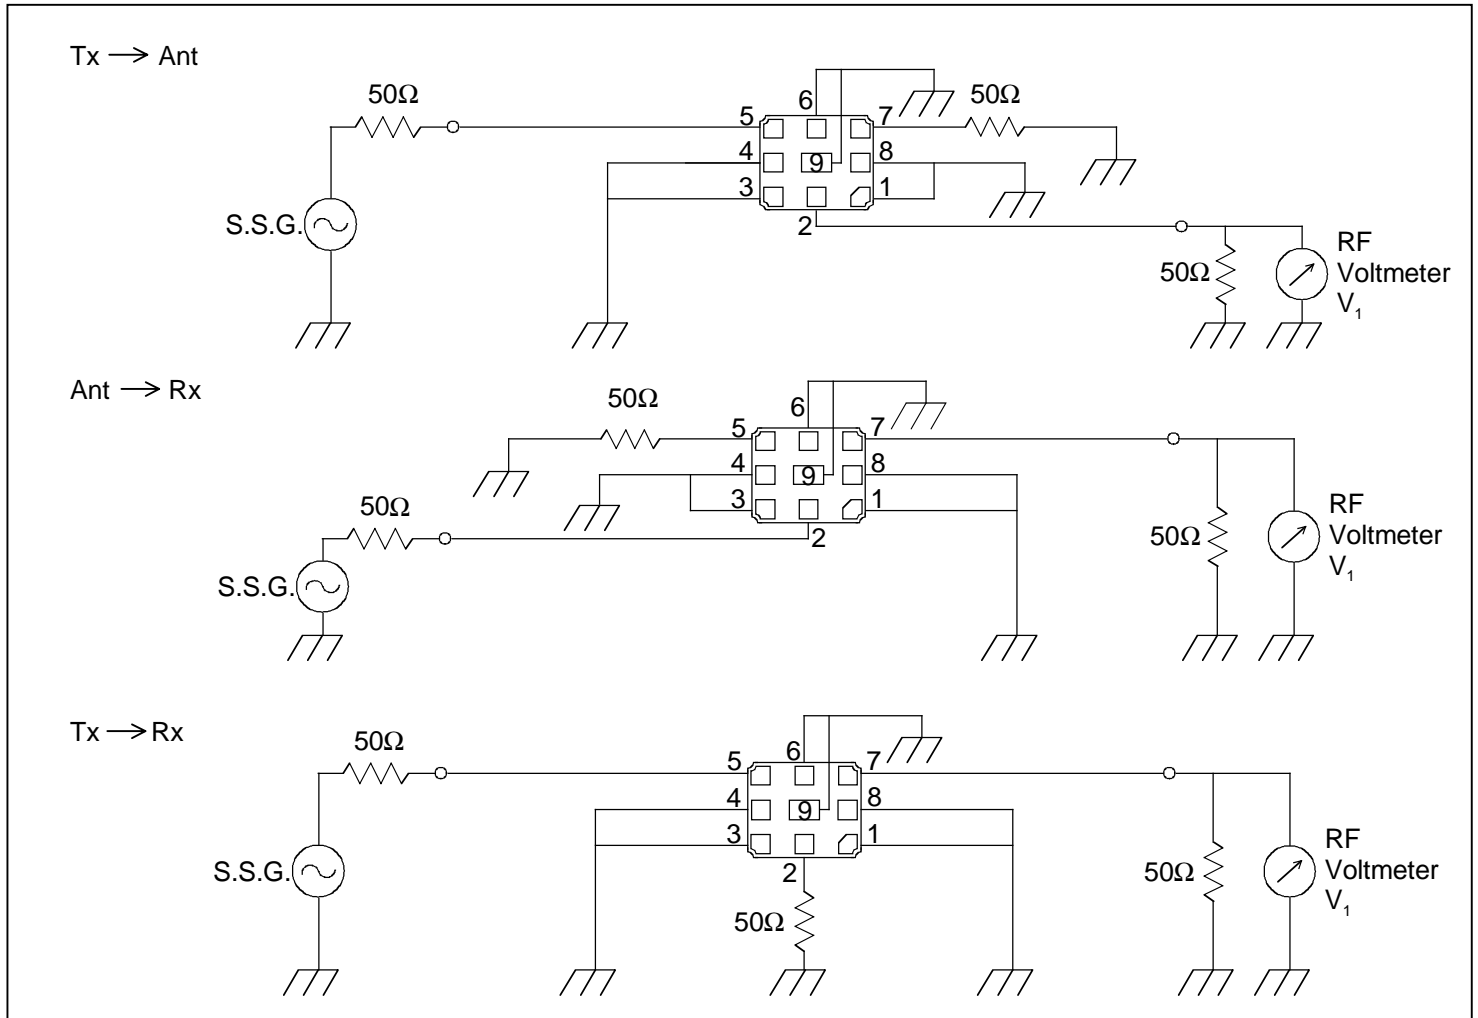 Tx → Ant
50Ω
6
50Ω
5
7
4
9
8
3
1
S.S.G.
2
50Ω
RF
Voltmeter
V₁
Ant → Rx
50Ω
6
5
7
4
9
8
3
1
50Ω
2
50Ω
RF
Voltmeter
V₁
S.S.G.
Tx → Rx
50Ω
6
5
7
4
9
8
3
1
S.S.G.
2
50Ω
50Ω
RF
Voltmeter
V₁